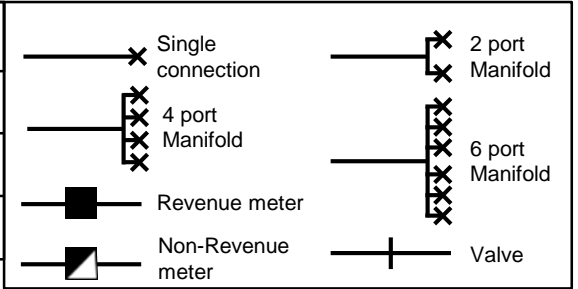 Single
connection
2 port
Manifold
4 port
Manifold
6 port
Manifold
Revenue meter
Non-Revenue
meter
Valve